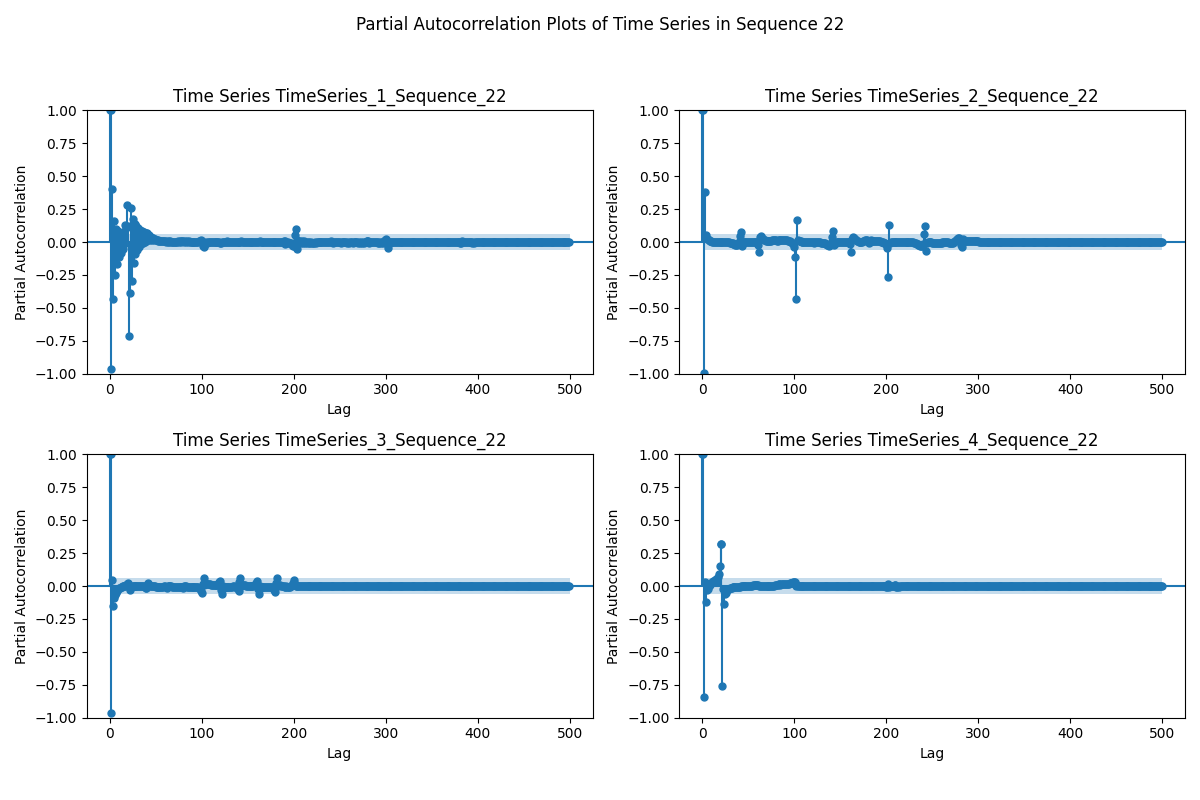 Partial Autocorrelation Plots of Time Series in Sequence 22
Time Series TimeSeries_1_Sequence_22
Partial Autocorrelation
1.00
0.75
0.50
0.25
0.00
−0.25
−0.50
−0.75
−1.00
0 100 200 300 400 500
Lag
Time Series TimeSeries_2_Sequence_22
Partial Autocorrelation
1.00
0.75
0.50
0.25
0.00
−0.25
−0.50
−0.75
−1.00
0 100 200 300 400 500
Lag
Time Series TimeSeries_3_Sequence_22
Partial Autocorrelation
1.00
0.75
0.50
0.25
0.00
−0.25
−0.50
−0.75
−1.00
0 100 200 300 400 500
Lag
Time Series TimeSeries_4_Sequence_22
Partial Autocorrelation
1.00
0.75
0.50
0.25
0.00
−0.25
−0.50
−0.75
−1.00
0 100 200 300 400 500
Lag